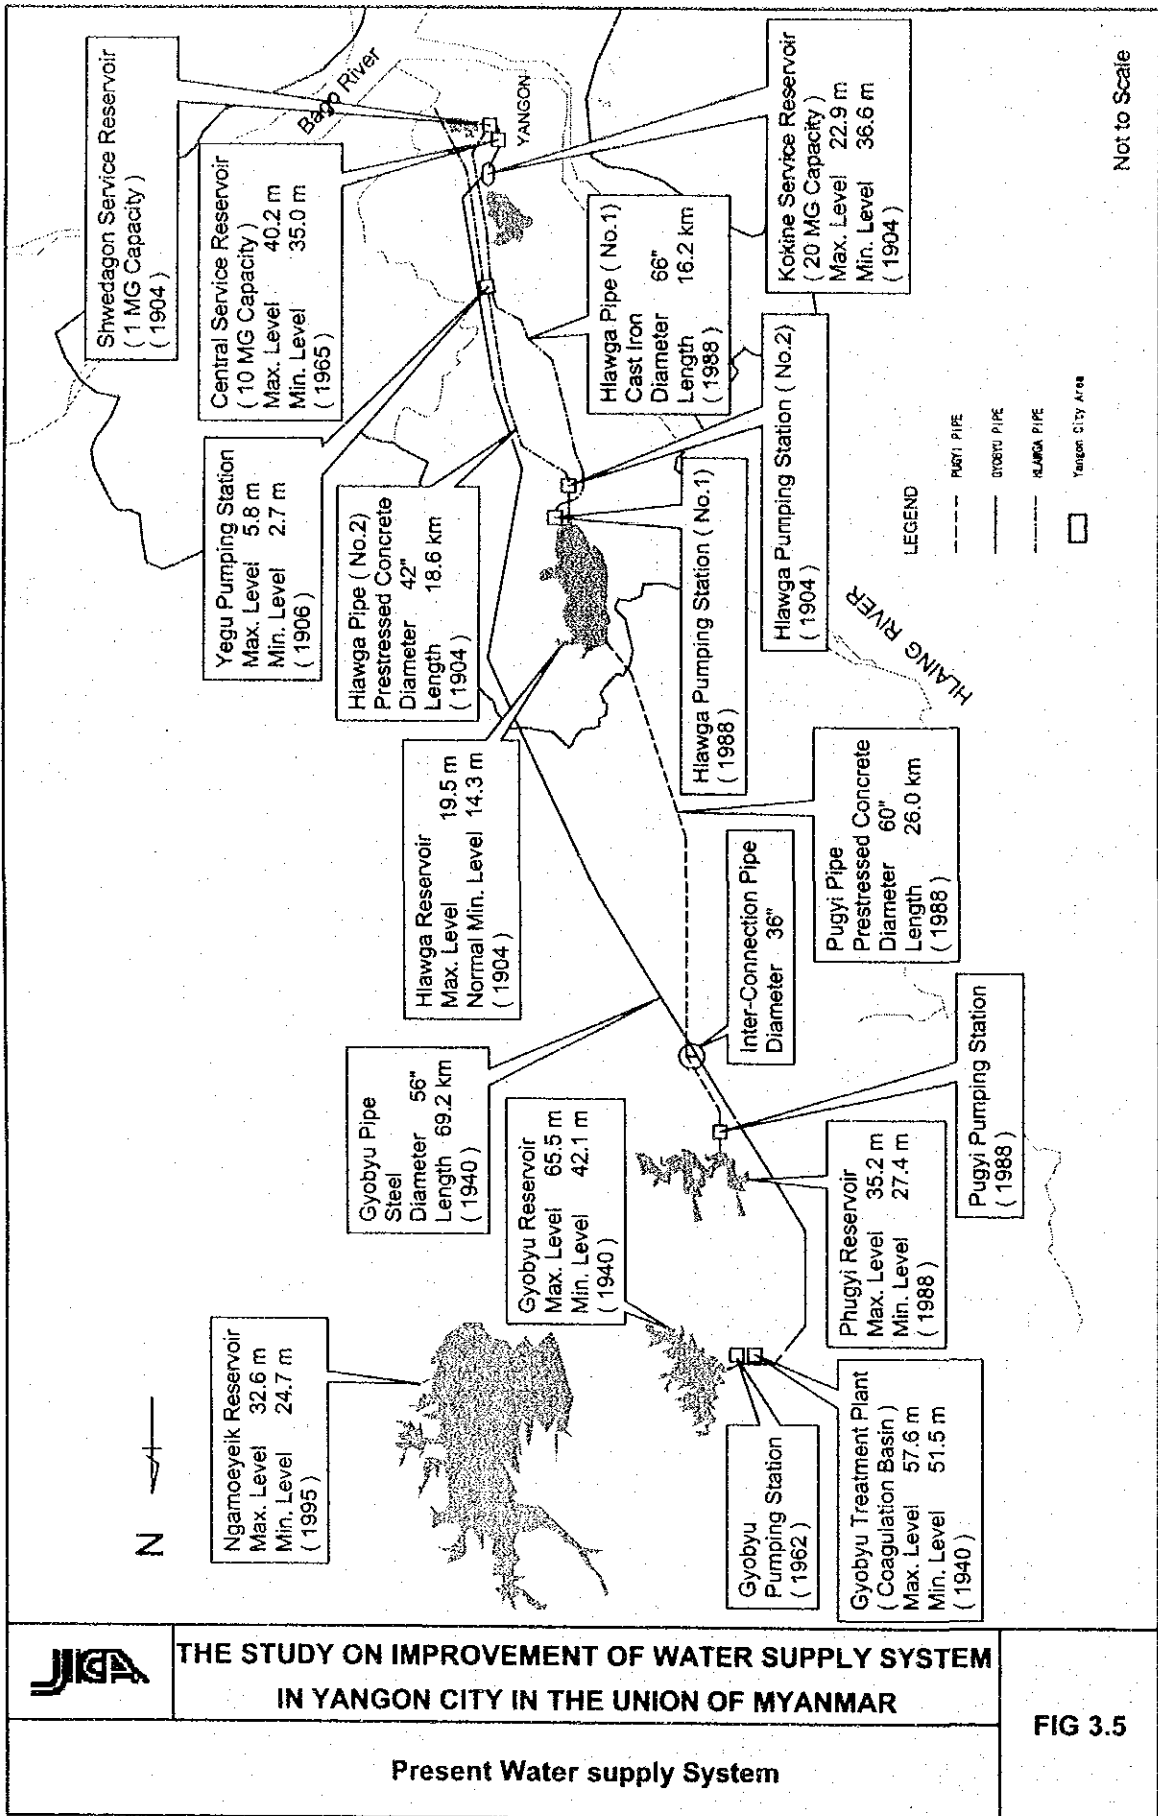 Shwedagon Service Reservoir
( 1 MG Capacity )
( 1904 )
Bago River
Central Service Reservoir
( 10 MG Capacity )
Max. Level 40.2 m
Min. Level 35.0 m
( 1965 )
YANGON
Yegu Pumping Station
Max. Level 5.8 m
Min. Level 2.7 m
( 1906 )
Hlawga Pipe ( No.2)
Prestressed Concrete
Diameter 42"
Length 18.6 km
( 1904 )
Hlawga Pipe ( No.1)
Cast Iron
Diameter 66"
Length 16.2 km
(1988 )
Kokine Service Reservoir
( 20 MG Capacity )
Max. Level 22.9 m
Min. Level 36.6 m
( 1904 )
Hlawga Reservoir
Max. Level 19.5 m
Normal Min. Level 14.3 m
( 1904 )
Hlawga Pumping Station ( No.2)
( 1904 )
Hlawga Pumping Station ( No.1)
(1988 )
Gyobyu Pipe
Steel
Diameter 56"
Length 69.2 km
( 1940 )
Inter-Connection Pipe
Diameter 36"
Pugyi Pipe
Prestressed Concrete
Diameter 60"
Length 26.0 km
( 1988 )
HLAING RIVER
Gyobyu Reservoir
Max. Level 65.5 m
Min. Level 42.1 m
( 1940 )
Pugyi Pumping Station
( 1988 )
Phugyi Reservoir
Max. Level 35.2 m
Min. Level 27.4 m
( 1988 )
Ngamoeyeik Reservoir
Max. Level 32.6 m
Min. Level 24.7 m
( 1995 )
Gyobyu
Pumping Station
( 1962 )
Gyobyu Treatment Plant
( Coagulation Basin )
Max. Level 57.6 m
Min. Level 51.5 m
( 1940 )
N
LEGEND
PUGYI PIPE
GYOBYU PIPE
HLAWGA PIPE
Yangon City Area
Not to Scale
JICA
THE STUDY ON IMPROVEMENT OF WATER SUPPLY SYSTEM
IN YANGON CITY IN THE UNION OF MYANMAR
Present Water supply System
FIG 3.5